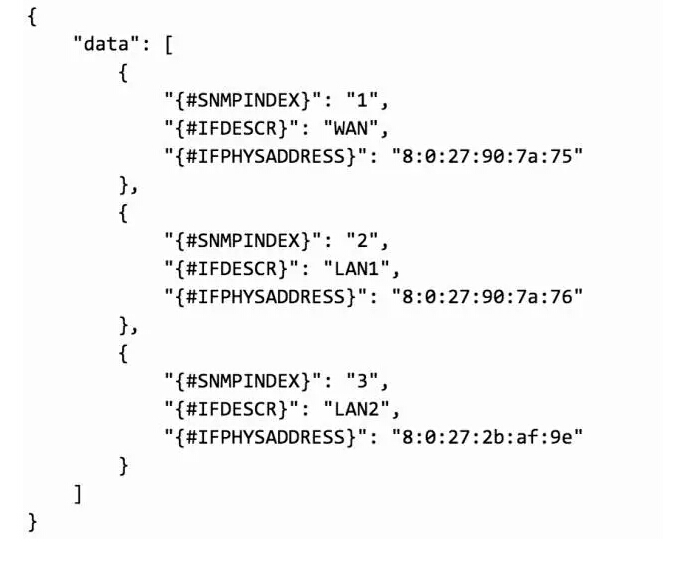 {
    "data": [
        {
            "{#SNMPINDEX}": "1",
            "{#IFDESCR}": "WAN",
            "{#IFPHYSADDRESS}": "8:0:27:90:7a:75"
        },
        {
            "{#SNMPINDEX}": "2",
            "{#IFDESCR}": "LAN1",
            "{#IFPHYSADDRESS}": "8:0:27:90:7a:76"
        },
        {
            "{#SNMPINDEX}": "3",
            "{#IFDESCR}": "LAN2",
            "{#IFPHYSADDRESS}": "8:0:27:2b:af:9e"
        }
    ]
}